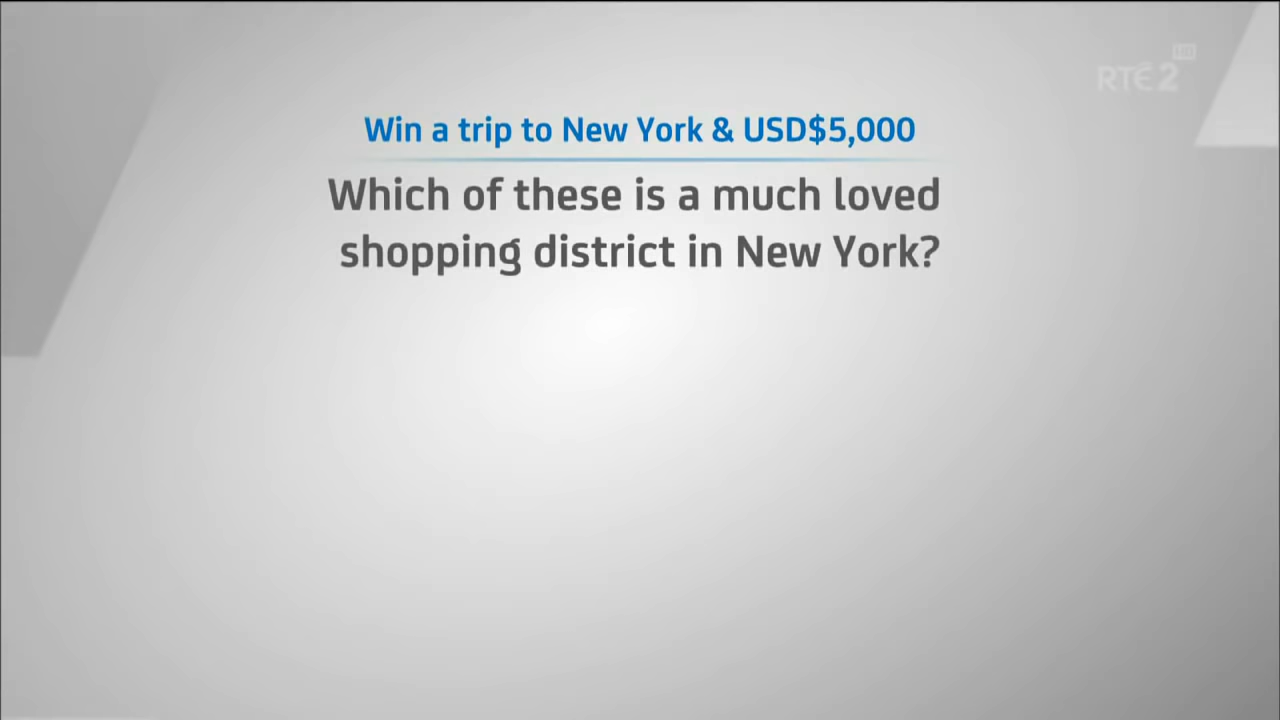 RTÉ2 HD
Win a trip to New York & USD$5,000
Which of these is a much loved
shopping district in New York?